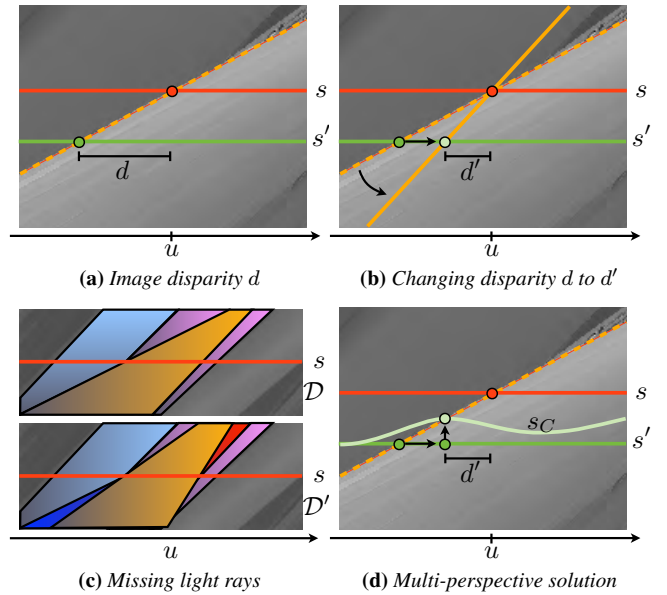 s
s′
d
u
(a) Image disparity d
s
s′
d′
u
(b) Changing disparity d to d′
s
𝒟
s
𝒟′
u
(c) Missing light rays
s
s_C
s′
d′
u
(d) Multi-perspective solution